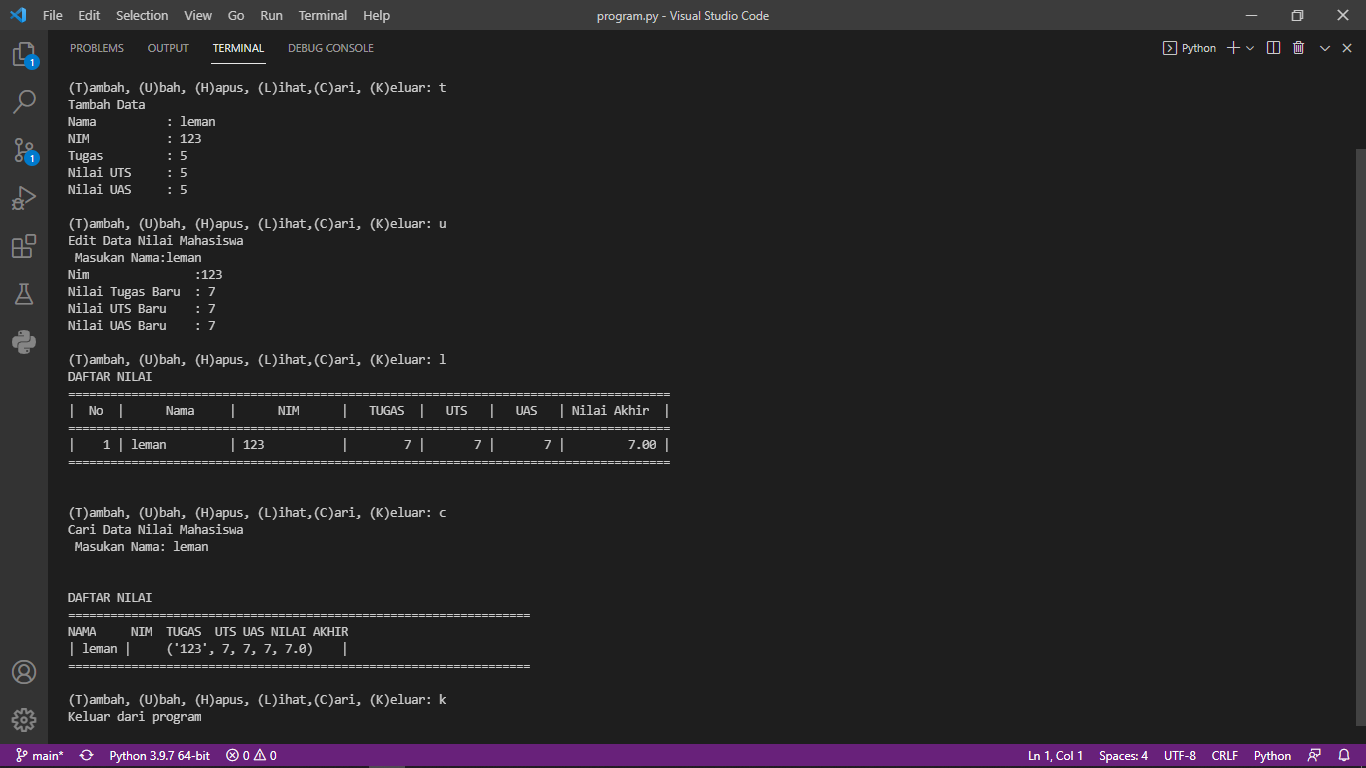 File Edit Selection View Go Run Terminal Help program.py - Visual Studio Code
PROBLEMS OUTPUT TERMINAL DEBUG CONSOLE Python
1
1
(T)ambah, (U)bah, (H)apus, (L)ihat,(C)ari, (K)eluar: t
Tambah Data
Nama : leman
NIM : 123
Tugas : 5
Nilai UTS : 5
Nilai UAS : 5
(T)ambah, (U)bah, (H)apus, (L)ihat,(C)ari, (K)eluar: u
Edit Data Nilai Mahasiswa
Masukan Nama:leman
Nim :123
Nilai Tugas Baru : 7
Nilai UTS Baru : 7
Nilai UAS Baru : 7
(T)ambah, (U)bah, (H)apus, (L)ihat,(C)ari, (K)eluar: l
DAFTAR NILAI
======================================================================================
| No | Nama | NIM | TUGAS | UTS | UAS | Nilai Akhir |
======================================================================================
| 1 | leman | 123 | 7 | 7 | 7 | 7.00 |
======================================================================================
(T)ambah, (U)bah, (H)apus, (L)ihat,(C)ari, (K)eluar: c
Cari Data Nilai Mahasiswa
Masukan Nama: leman
DAFTAR NILAI
==================================================================
NAMA NIM TUGAS UTS UAS NILAI AKHIR
| leman | ('123', 7, 7, 7, 7.0) |
==================================================================
(T)ambah, (U)bah, (H)apus, (L)ihat,(C)ari, (K)eluar: k
Keluar dari program
main* Python 3.9.7 64-bit 0 0 Ln 1, Col 1 Spaces: 4 UTF-8 CRLF Python